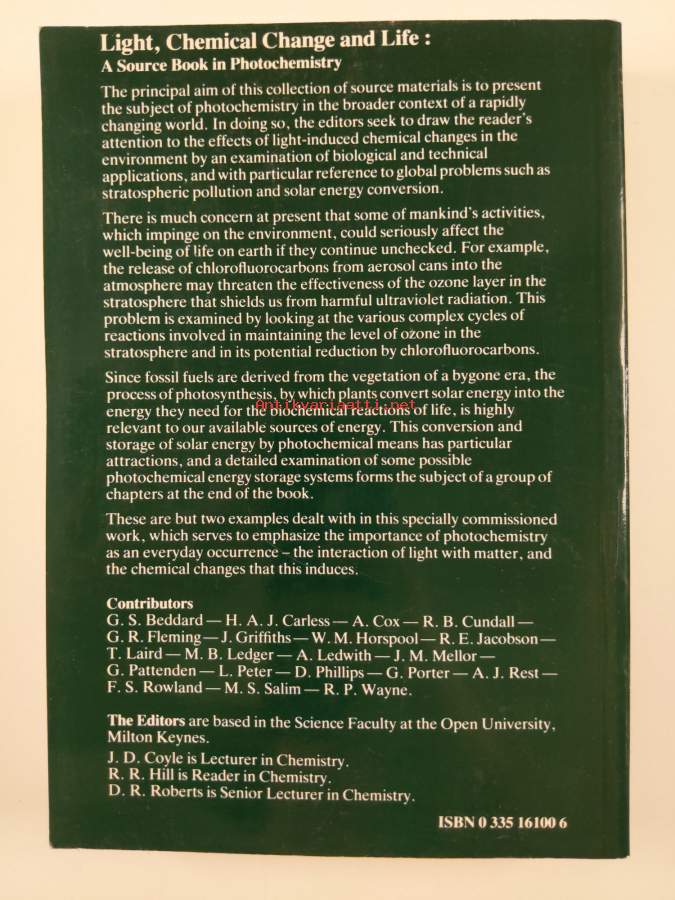 Light, Chemical Change and Life :
A Source Book in Photochemistry
The principal aim of this collection of source materials is to present
the subject of photochemistry in the broader context of a rapidly
changing world. In doing so, the editors seek to draw the reader's
attention to the effects of light-induced chemical changes in the
environment by an examination of biological and technical
applications, and with particular reference to global problems such as
stratospheric pollution and solar energy conversion.
There is much concern at present that some of mankind's activities,
which impinge on the environment, could seriously affect the
well-being of life on earth if they continue unchecked. For example,
the release of chlorofluorocarbons from aerosol cans into the
atmosphere may threaten the effectiveness of the ozone layer in the
stratosphere that shields us from harmful ultraviolet radiation. This
problem is examined by looking at the various complex cycles of
reactions involved in maintaining the level of ozone in the
stratosphere and in its potential reduction by chlorofluorocarbons.
Since fossil fuels are derived from the vegetation of a bygone era, the
process of photosynthesis, by which plants convert solar energy into the
Antikvariaatti.net
energy they need for the biochemical reactions of life, is highly
relevant to our available sources of energy. This conversion and
storage of solar energy by photochemical means has particular
attractions, and a detailed examination of some possible
photochemical energy storage systems forms the subject of a group of
chapters at the end of the book.
These are but two examples dealt with in this specially commissioned
work, which serves to emphasize the importance of photochemistry
as an everyday occurrence – the interaction of light with matter, and
the chemical changes that this induces.
Contributors
G. S. Beddard — H. A. J. Carless — A. Cox — R. B. Cundall —
G. R. Fleming — J. Griffiths — W. M. Horspool — R. E. Jacobson —
T. Laird — M. B. Ledger — A. Ledwith — J. M. Mellor —
G. Pattenden — L. Peter — D. Phillips — G. Porter — A. J. Rest —
F. S. Rowland — M. S. Salim — R. P. Wayne.
The Editors are based in the Science Faculty at the Open University,
Milton Keynes.
J. D. Coyle is Lecturer in Chemistry.
R. R. Hill is Reader in Chemistry.
D. R. Roberts is Senior Lecturer in Chemistry.
ISBN 0 335 16100 6